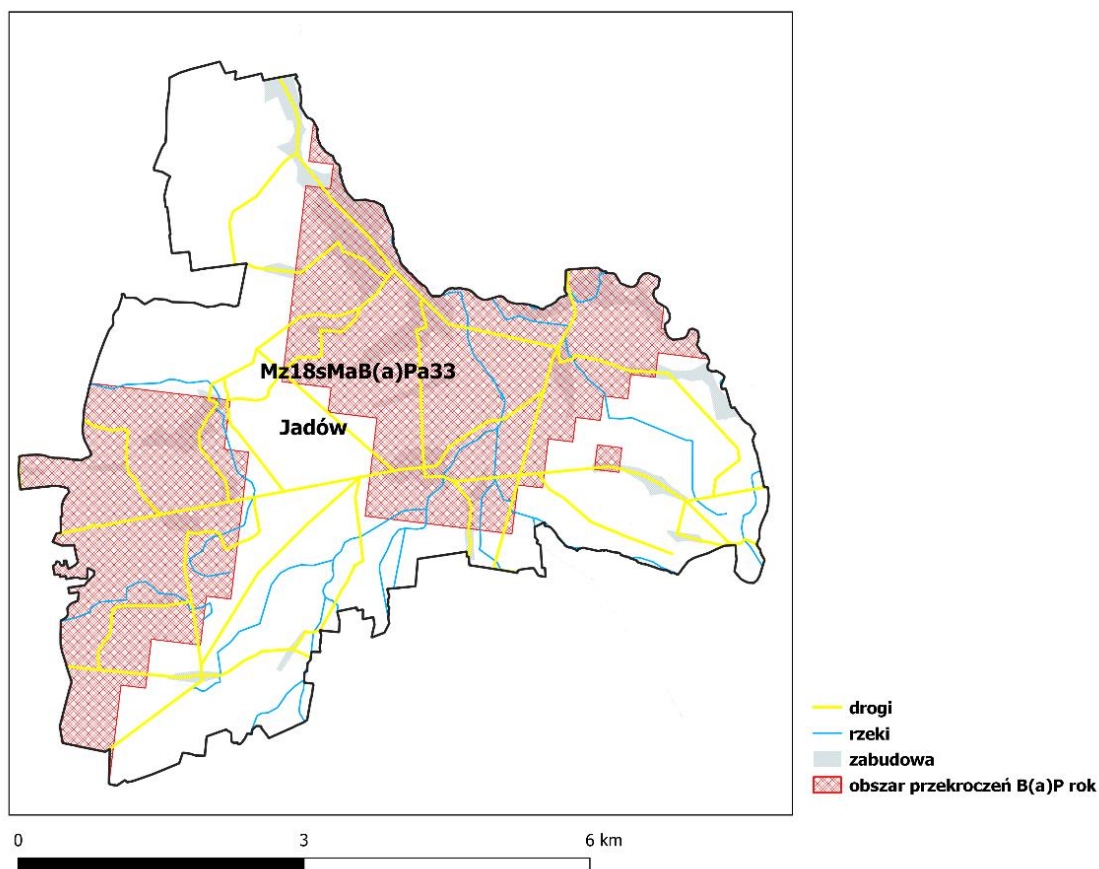 Mz18sMaB(a)Pa33
Jadów
drogi
rzeki
zabudowa
obszar przekroczeń B(a)P rok
0 3 6 km